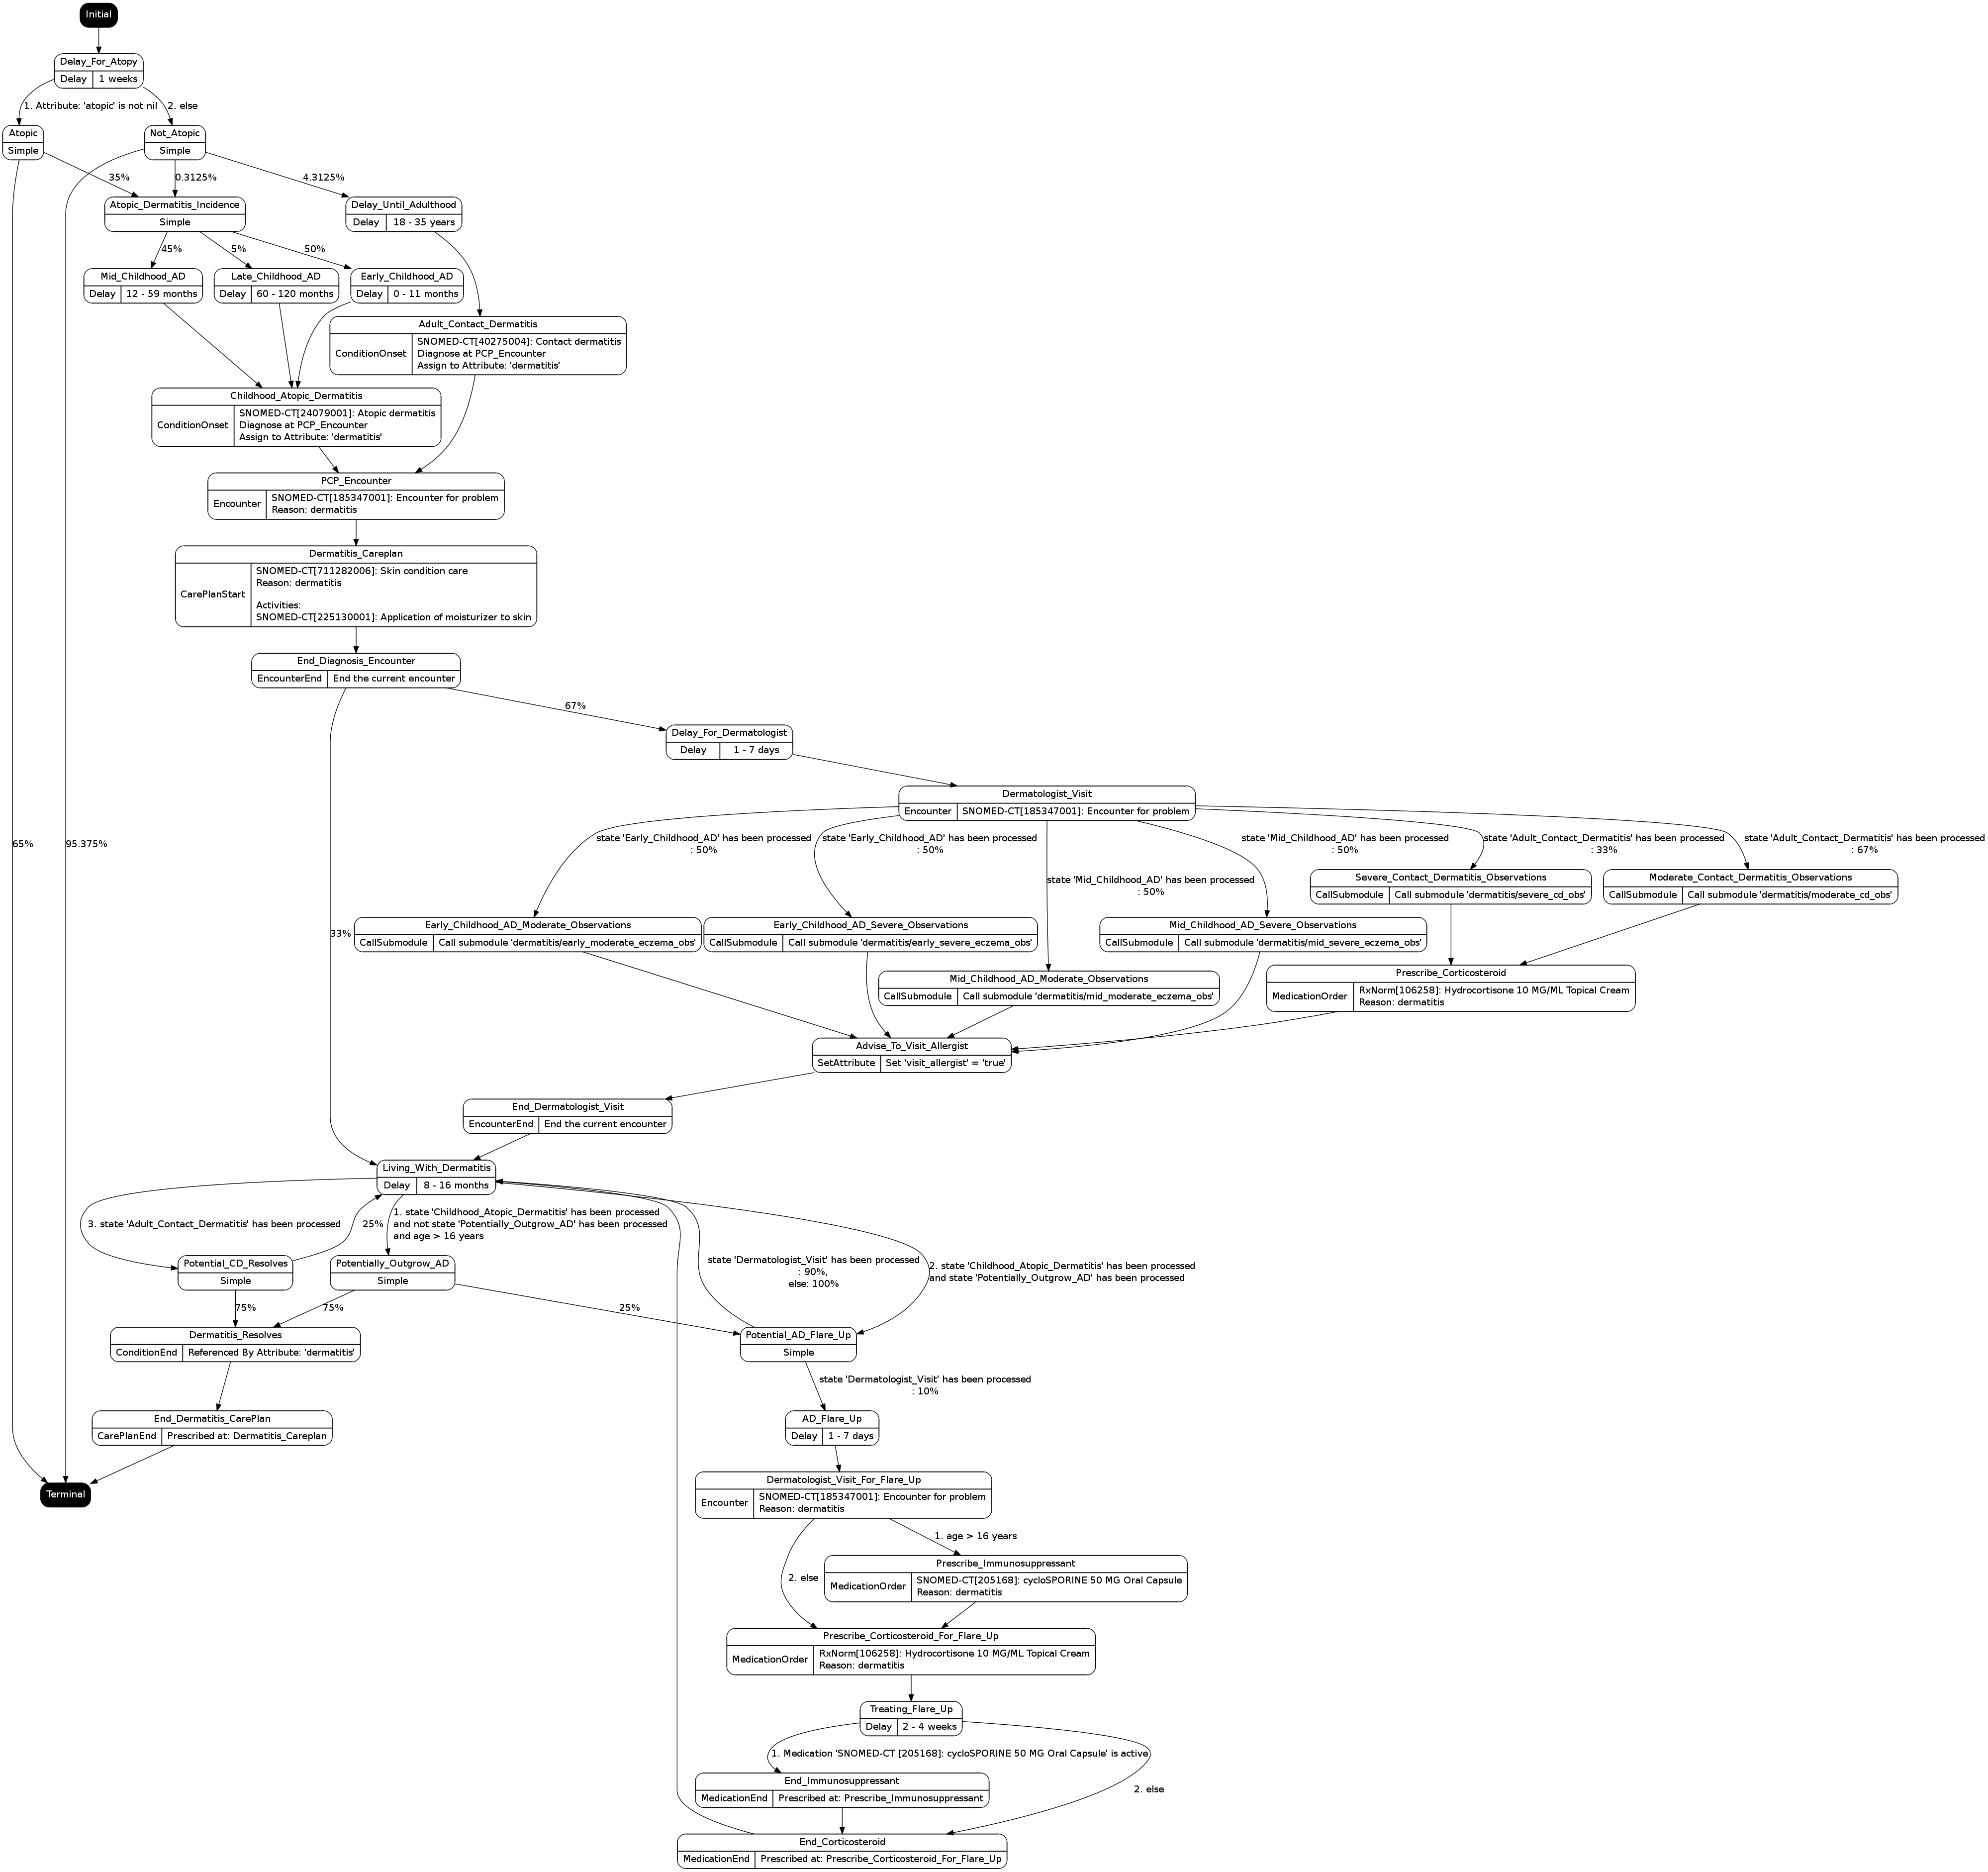 Initial
Delay_For_Atopy
Delay
1 weeks
1. Attribute: 'atopic' is not nil
2. else
Atopic
Simple
Not_Atopic
Simple
35%
0.3125%
4.3125%
Atopic_Dermatitis_Incidence
Simple
Delay_Until_Adulthood
Delay
18 - 35 years
45%
5%
50%
Mid_Childhood_AD
Delay
12 - 59 months
Late_Childhood_AD
Delay
60 - 120 months
Early_Childhood_AD
Delay
0 - 11 months
Adult_Contact_Dermatitis
ConditionOnset
SNOMED-CT[40275004]: Contact dermatitis
Diagnose at PCP_Encounter
Assign to Attribute: 'dermatitis'
Childhood_Atopic_Dermatitis
ConditionOnset
SNOMED-CT[24079001]: Atopic dermatitis
Diagnose at PCP_Encounter
Assign to Attribute: 'dermatitis'
PCP_Encounter
Encounter
SNOMED-CT[185347001]: Encounter for problem
Reason: dermatitis
Dermatitis_Careplan
CarePlanStart
SNOMED-CT[711282006]: Skin condition care
Reason: dermatitis
Activities:
SNOMED-CT[225130001]: Application of moisturizer to skin
End_Diagnosis_Encounter
EncounterEnd
End the current encounter
67%
Delay_For_Dermatologist
Delay
1 - 7 days
Dermatologist_Visit
Encounter
SNOMED-CT[185347001]: Encounter for problem
65%
95.375%
state 'Early_Childhood_AD' has been processed
: 50%
state 'Early_Childhood_AD' has been processed
: 50%
state 'Mid_Childhood_AD' has been processed
: 50%
state 'Mid_Childhood_AD' has been processed
: 50%
state 'Adult_Contact_Dermatitis' has been processed
: 33%
state 'Adult_Contact_Dermatitis' has been processed
: 67%
Severe_Contact_Dermatitis_Observations
CallSubmodule
Call submodule 'dermatitis/severe_cd_obs'
Moderate_Contact_Dermatitis_Observations
CallSubmodule
Call submodule 'dermatitis/moderate_cd_obs'
33%
Early_Childhood_AD_Moderate_Observations
CallSubmodule
Call submodule 'dermatitis/early_moderate_eczema_obs'
Early_Childhood_AD_Severe_Observations
CallSubmodule
Call submodule 'dermatitis/early_severe_eczema_obs'
Mid_Childhood_AD_Severe_Observations
CallSubmodule
Call submodule 'dermatitis/mid_severe_eczema_obs'
Mid_Childhood_AD_Moderate_Observations
CallSubmodule
Call submodule 'dermatitis/mid_moderate_eczema_obs'
Prescribe_Corticosteroid
MedicationOrder
RxNorm[106258]: Hydrocortisone 10 MG/ML Topical Cream
Reason: dermatitis
Advise_To_Visit_Allergist
SetAttribute
Set 'visit_allergist' = 'true'
End_Dermatologist_Visit
EncounterEnd
End the current encounter
Living_With_Dermatitis
Delay
8 - 16 months
3. state 'Adult_Contact_Dermatitis' has been processed
25%
1. state 'Childhood_Atopic_Dermatitis' has been processed
and not state 'Potentially_Outgrow_AD' has been processed
and age > 16 years
state 'Dermatologist_Visit' has been processed
: 90%,
else: 100%
2. state 'Childhood_Atopic_Dermatitis' has been processed
and state 'Potentially_Outgrow_AD' has been processed
Potential_CD_Resolves
Simple
Potentially_Outgrow_AD
Simple
75%
75%
25%
Dermatitis_Resolves
ConditionEnd
Referenced By Attribute: 'dermatitis'
Potential_AD_Flare_Up
Simple
state 'Dermatologist_Visit' has been processed
: 10%
End_Dermatitis_CarePlan
CarePlanEnd
Prescribed at: Dermatitis_Careplan
AD_Flare_Up
Delay
1 - 7 days
Terminal
Dermatologist_Visit_For_Flare_Up
Encounter
SNOMED-CT[185347001]: Encounter for problem
Reason: dermatitis
1. age > 16 years
2. else
Prescribe_Immunosuppressant
MedicationOrder
SNOMED-CT[205168]: cycloSPORINE 50 MG Oral Capsule
Reason: dermatitis
Prescribe_Corticosteroid_For_Flare_Up
MedicationOrder
RxNorm[106258]: Hydrocortisone 10 MG/ML Topical Cream
Reason: dermatitis
Treating_Flare_Up
Delay
2 - 4 weeks
1. Medication 'SNOMED-CT [205168]: cycloSPORINE 50 MG Oral Capsule' is active
2. else
End_Immunosuppressant
MedicationEnd
Prescribed at: Prescribe_Immunosuppressant
End_Corticosteroid
MedicationEnd
Prescribed at: Prescribe_Corticosteroid_For_Flare_Up